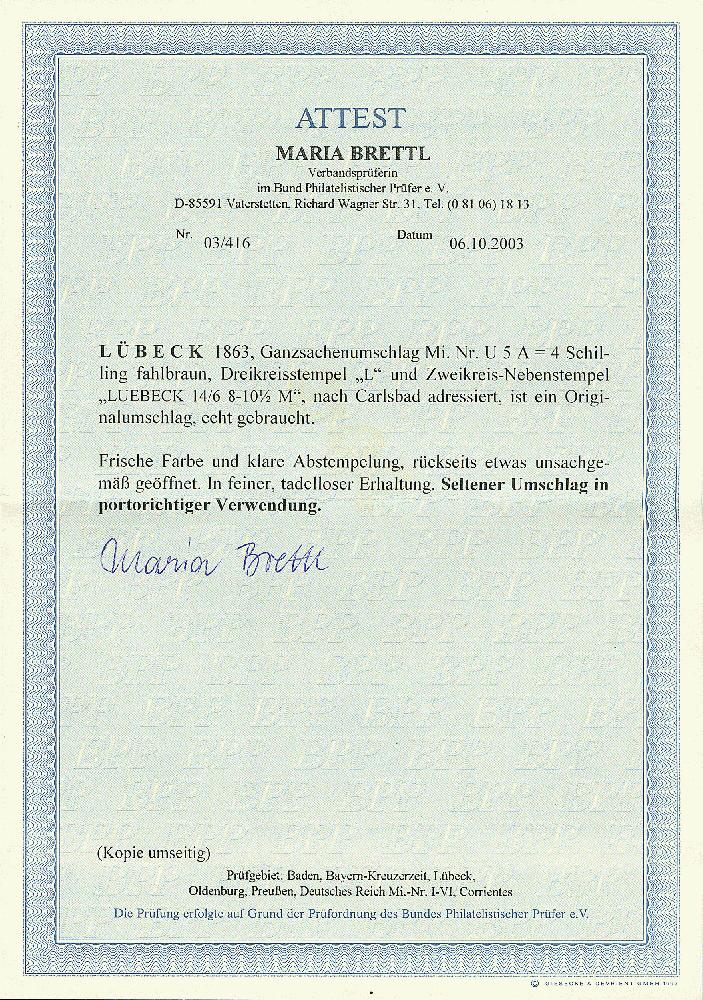 ATTEST
MARIA BRETTL
Verbandsprüferin
im Bund Philatelistischer Prüfer e. V.
D-85591 Vaterstetten, Richard Wagner Str. 31, Tel. (0 81 06) 18 13
Nr. 03/416 Datum 06.10.2003
LÜBECK 1863, Ganzsachenumschlag Mi. Nr. U 5 A = 4 Schil-
ling fahlbraun, Dreikreisstempel „L“ und Zweikreis-Nebenstempel
„LUEBECK 14/6 8-10½ M“, nach Carlsbad adressiert, ist ein Origi-
nalumschlag, echt gebraucht.
Frische Farbe und klare Abstempelung, rückseits etwas unsachge-
mäß geöffnet. In feiner, tadelloser Erhaltung. Seltener Umschlag in
portorichtiger Verwendung.
Maria Brettl
(Kopie umseitig)
Prüfgebiet: Baden, Bayern-Kreuzerzeit, Lübeck,
Oldenburg, Preußen, Deutsches Reich Mi.-Nr. I-VI, Corrientes
Die Prüfung erfolgte auf Grund der Prüfordnung des Bundes Philatelistischer Prüfer e.V.
© GIESECKE & DEVRIENT GMBH